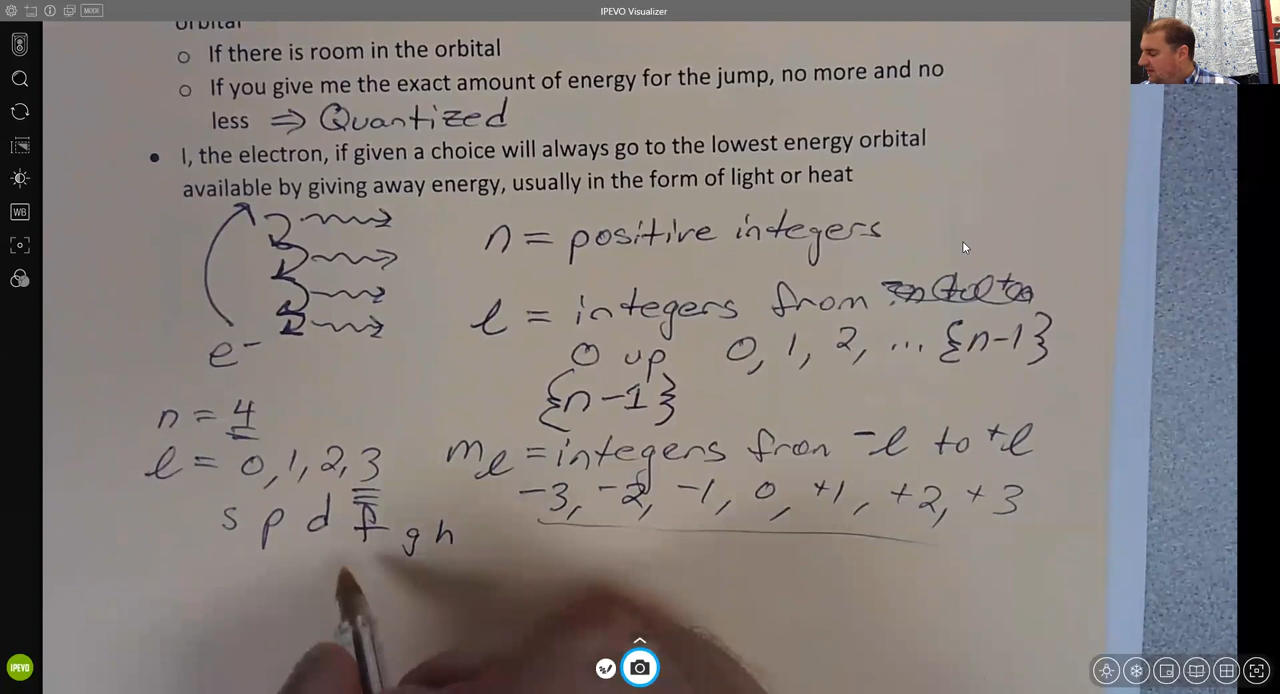 IPEVO Visualizer
MODE
orbital
WB
o If there is room in the orbital
o If you give me the exact amount of energy for the jump, no more and no
less ⇒ Quantized
• I, the electron, if given a choice will always go to the lowest energy orbital
available by giving away energy, usually in the form of light or heat
n = positive integers
l = integers from
0 up 0, 1, 2, ... {n-1}
{n-1}
e-
n = 4
l = 0, 1, 2, 3
s p d f g h
ml = integers from -l to +l
-3, -2, -1, 0, +1, +2, +3
IPEVO